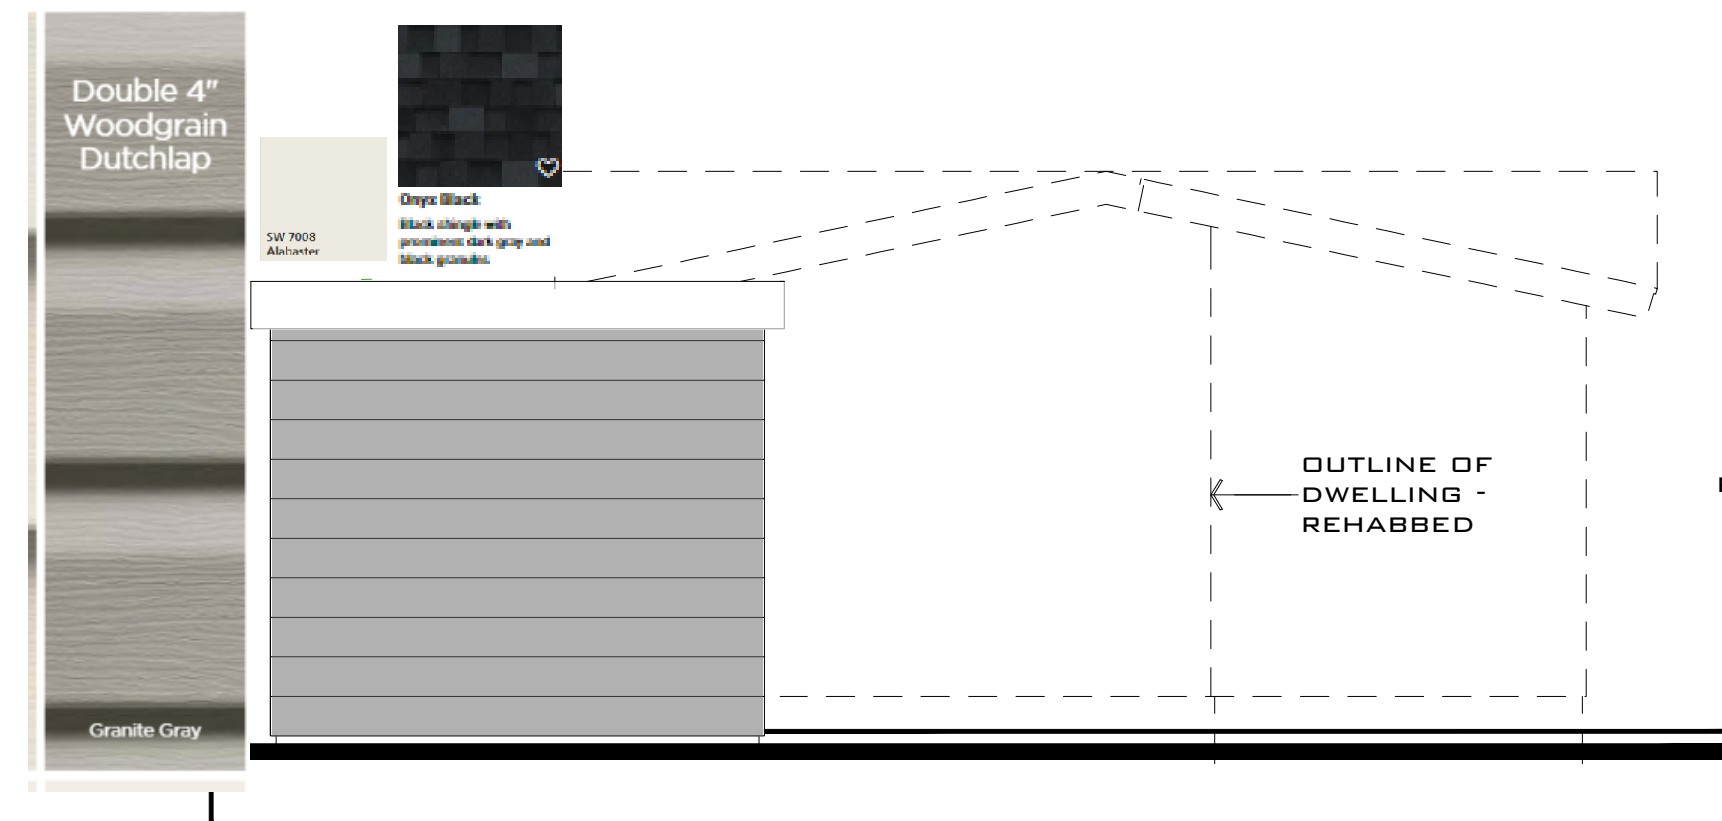 Double 4"
Woodgrain
Dutchlap
Granite Gray
SW 7008
Alabaster
Onyx Black
Black shingle with
prominent dark gray and
black granules.
OUTLINE OF
DWELLING -
REHABBED